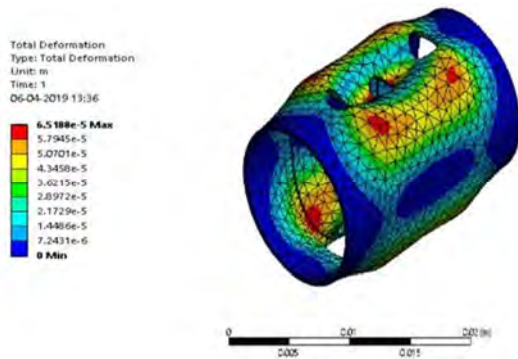 Total Deformation
Type: Total Deformation
Unit: m
Time: 1
06-04-2019 13:36
6.5188e-5 Max
5.7945e-5
5.0701e-5
4.3458e-5
3.6215e-5
2.8972e-5
2.1729e-5
1.4486e-5
7.2431e-6
0 Min
0 0.01 0.02 (m)
0.005 0.015